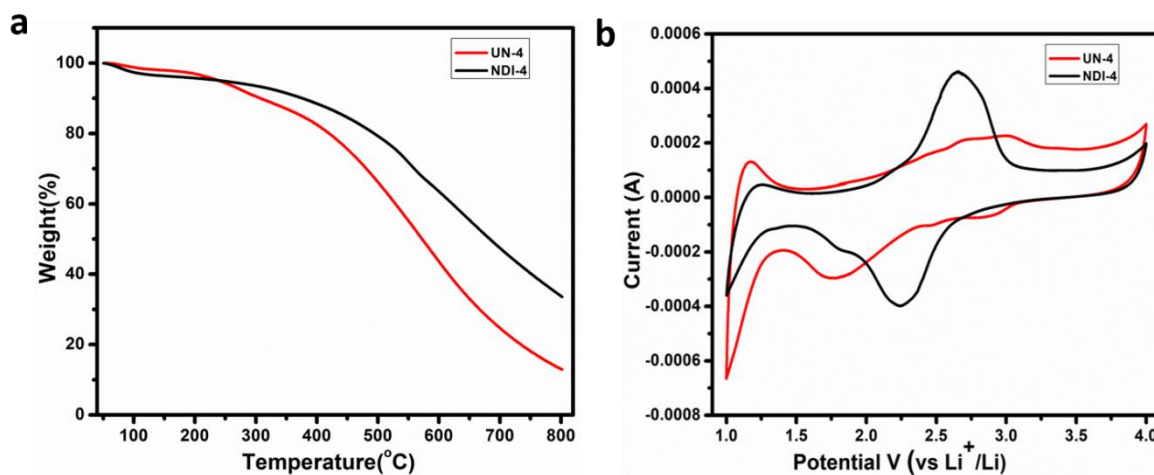 a
100
80
60
40
20
0
Weight(%)
100 200 300 400 500 600 700 800
Temperature(°C)
UN-4
NDI-4
b
0.0006
0.0004
0.0002
0.0000
-0.0002
-0.0004
-0.0006
-0.0008
Current (A)
1.0 1.5 2.0 2.5 3.0 3.5 4.0
Potential V (vs Li⁺/Li)
UN-4
NDI-4